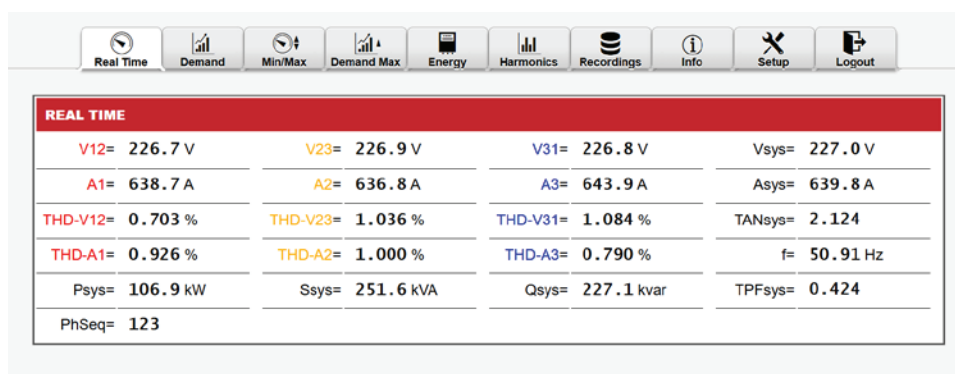 Real Time Demand Min/Max Demand Max Energy Harmonics Recordings Info Setup Logout
REAL TIME
V12= 226.7 V V23= 226.9 V V31= 226.8 V Vsys= 227.0 V
A1= 638.7 A A2= 636.8 A A3= 643.9 A Asys= 639.8 A
THD-V12= 0.703 % THD-V23= 1.036 % THD-V31= 1.084 % TANsys= 2.124
THD-A1= 0.926 % THD-A2= 1.000 % THD-A3= 0.790 % f= 50.91 Hz
Psys= 106.9 kW Ssys= 251.6 kVA Qsys= 227.1 kvar TPFsys= 0.424
PhSeq= 123